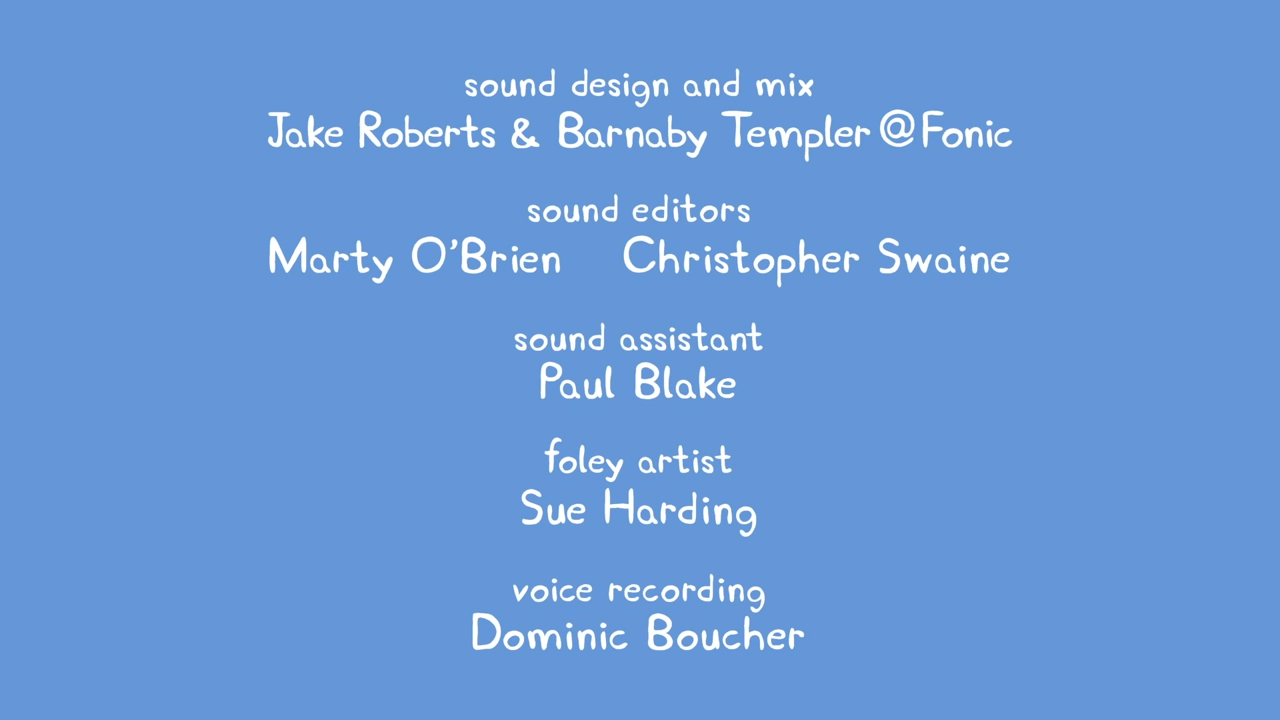 sound design and mix
Jake Roberts & Barnaby Templer @ Fonic
sound editors
Marty O'Brien Christopher Swaine
sound assistant
Paul Blake
foley artist
Sue Harding
voice recording
Dominic Boucher